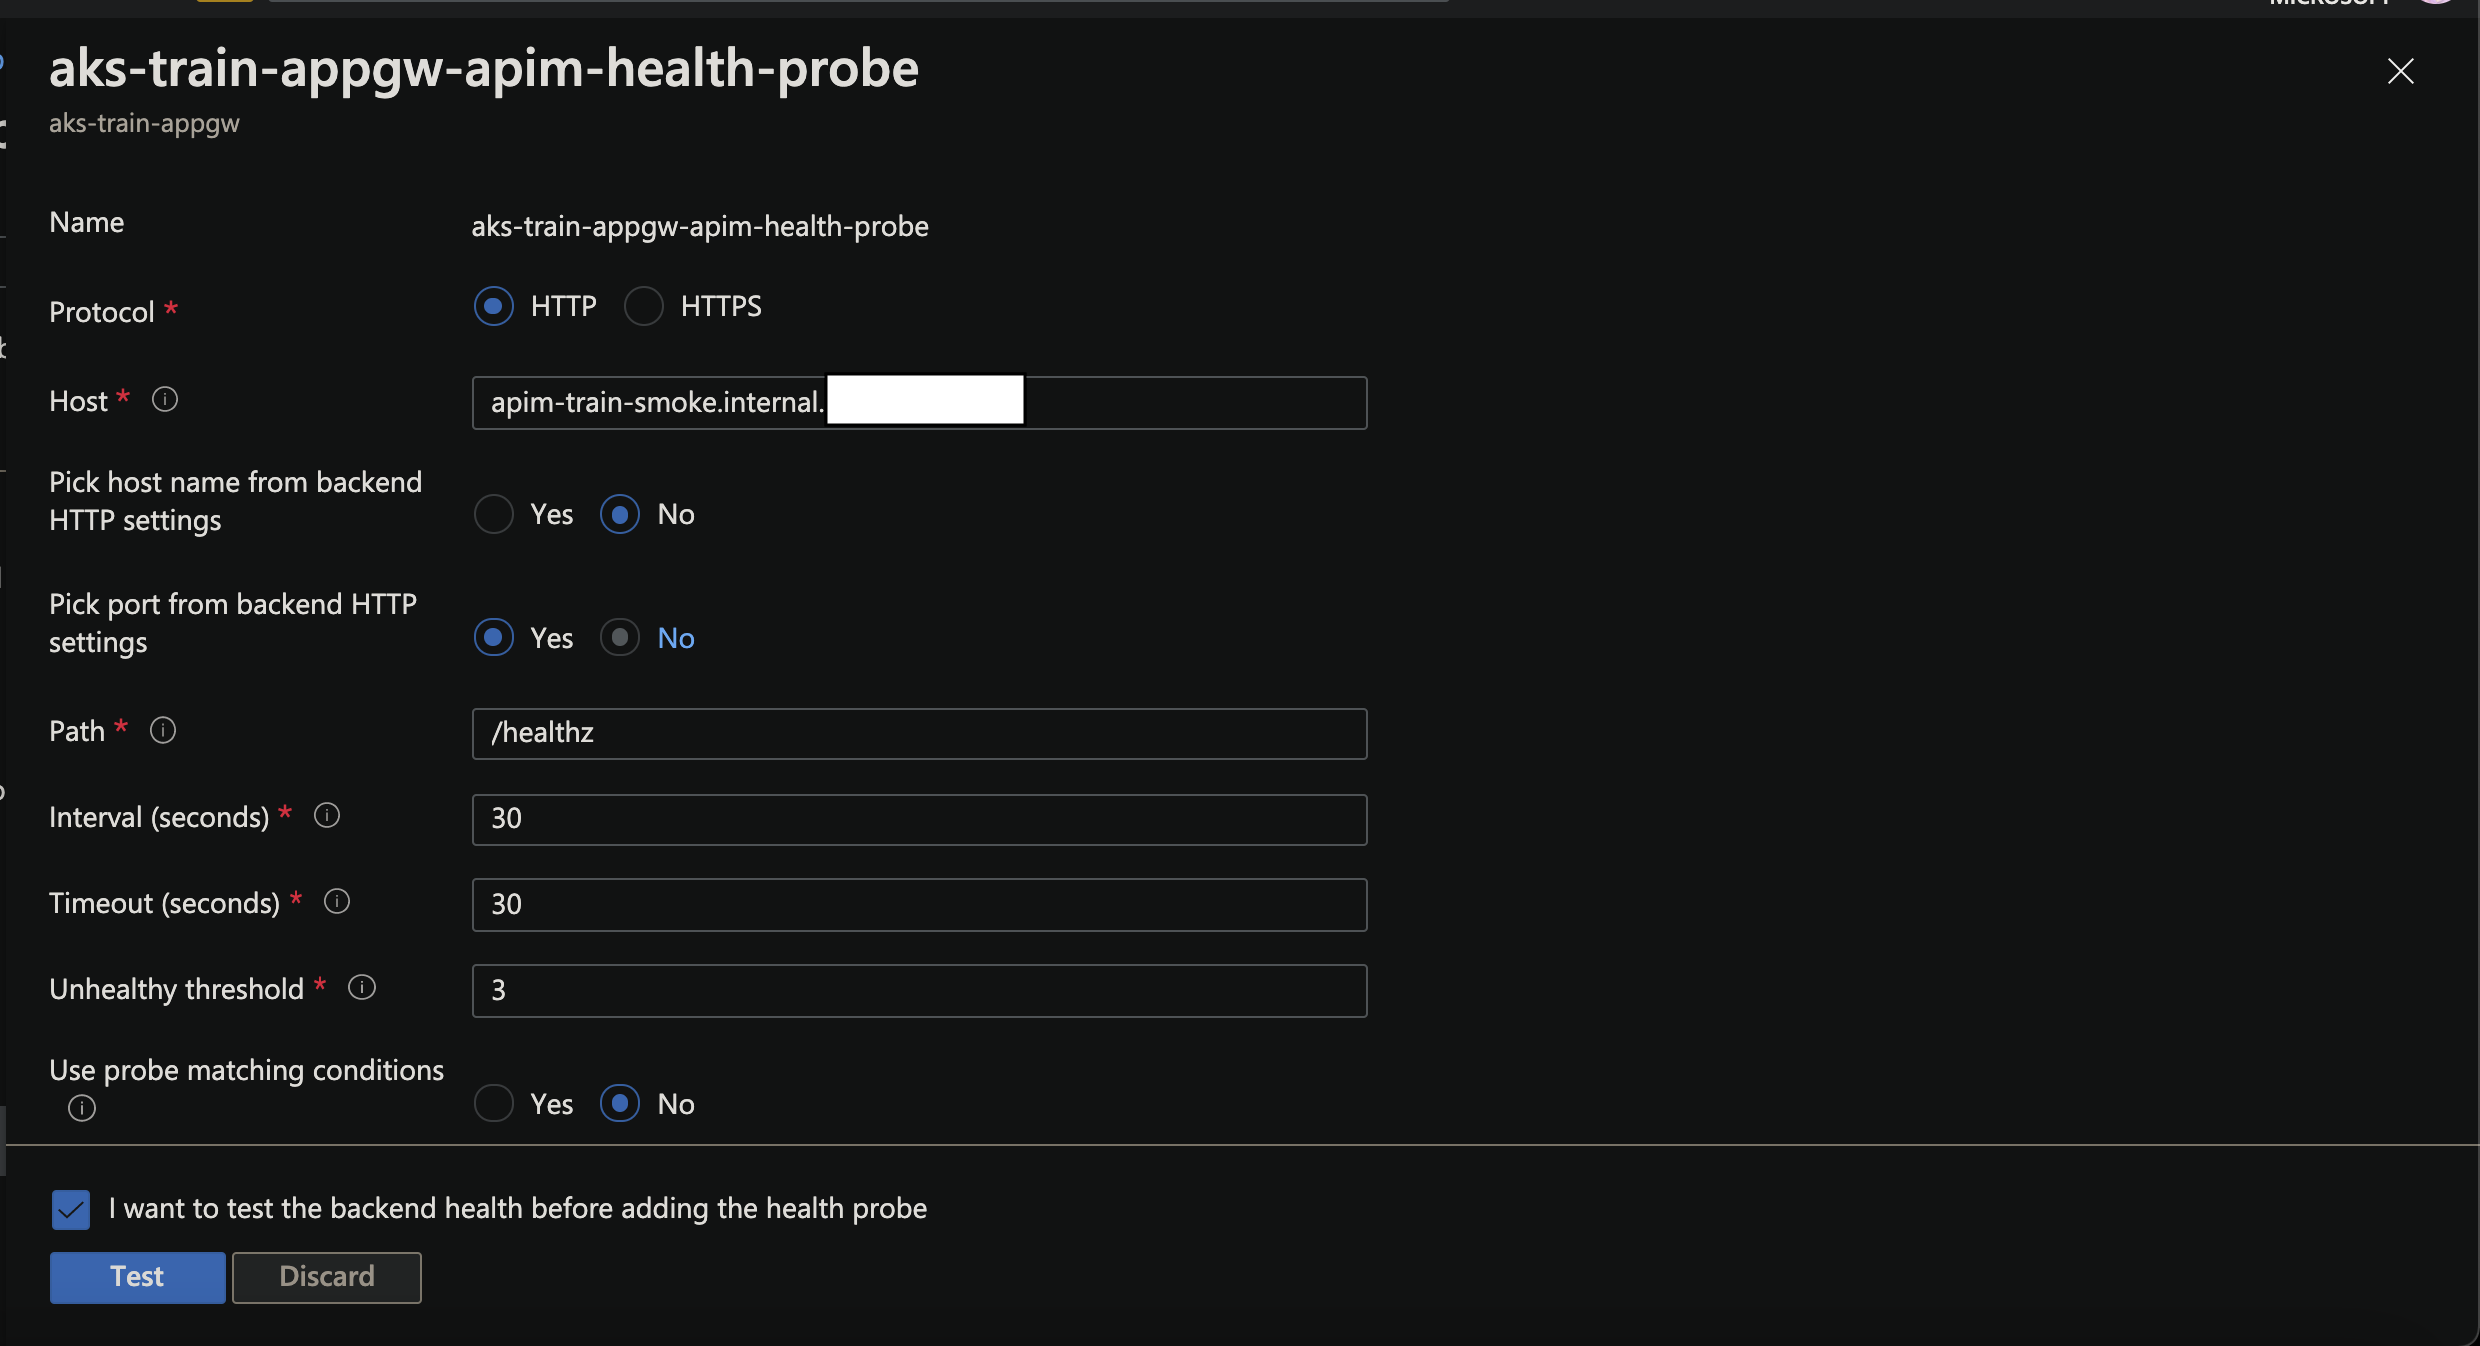 aks-train-appgw-apim-health-probe
aks-train-appgw
Name
aks-train-appgw-apim-health-probe
Protocol *
HTTP
HTTPS
Host *
apim-train-smoke.internal.
Pick host name from backend
HTTP settings
Yes
No
Pick port from backend HTTP
settings
Yes
No
Path *
/healthz
Interval (seconds) *
30
Timeout (seconds) *
30
Unhealthy threshold *
3
Use probe matching conditions
Yes
No
I want to test the backend health before adding the health probe
Test
Discard